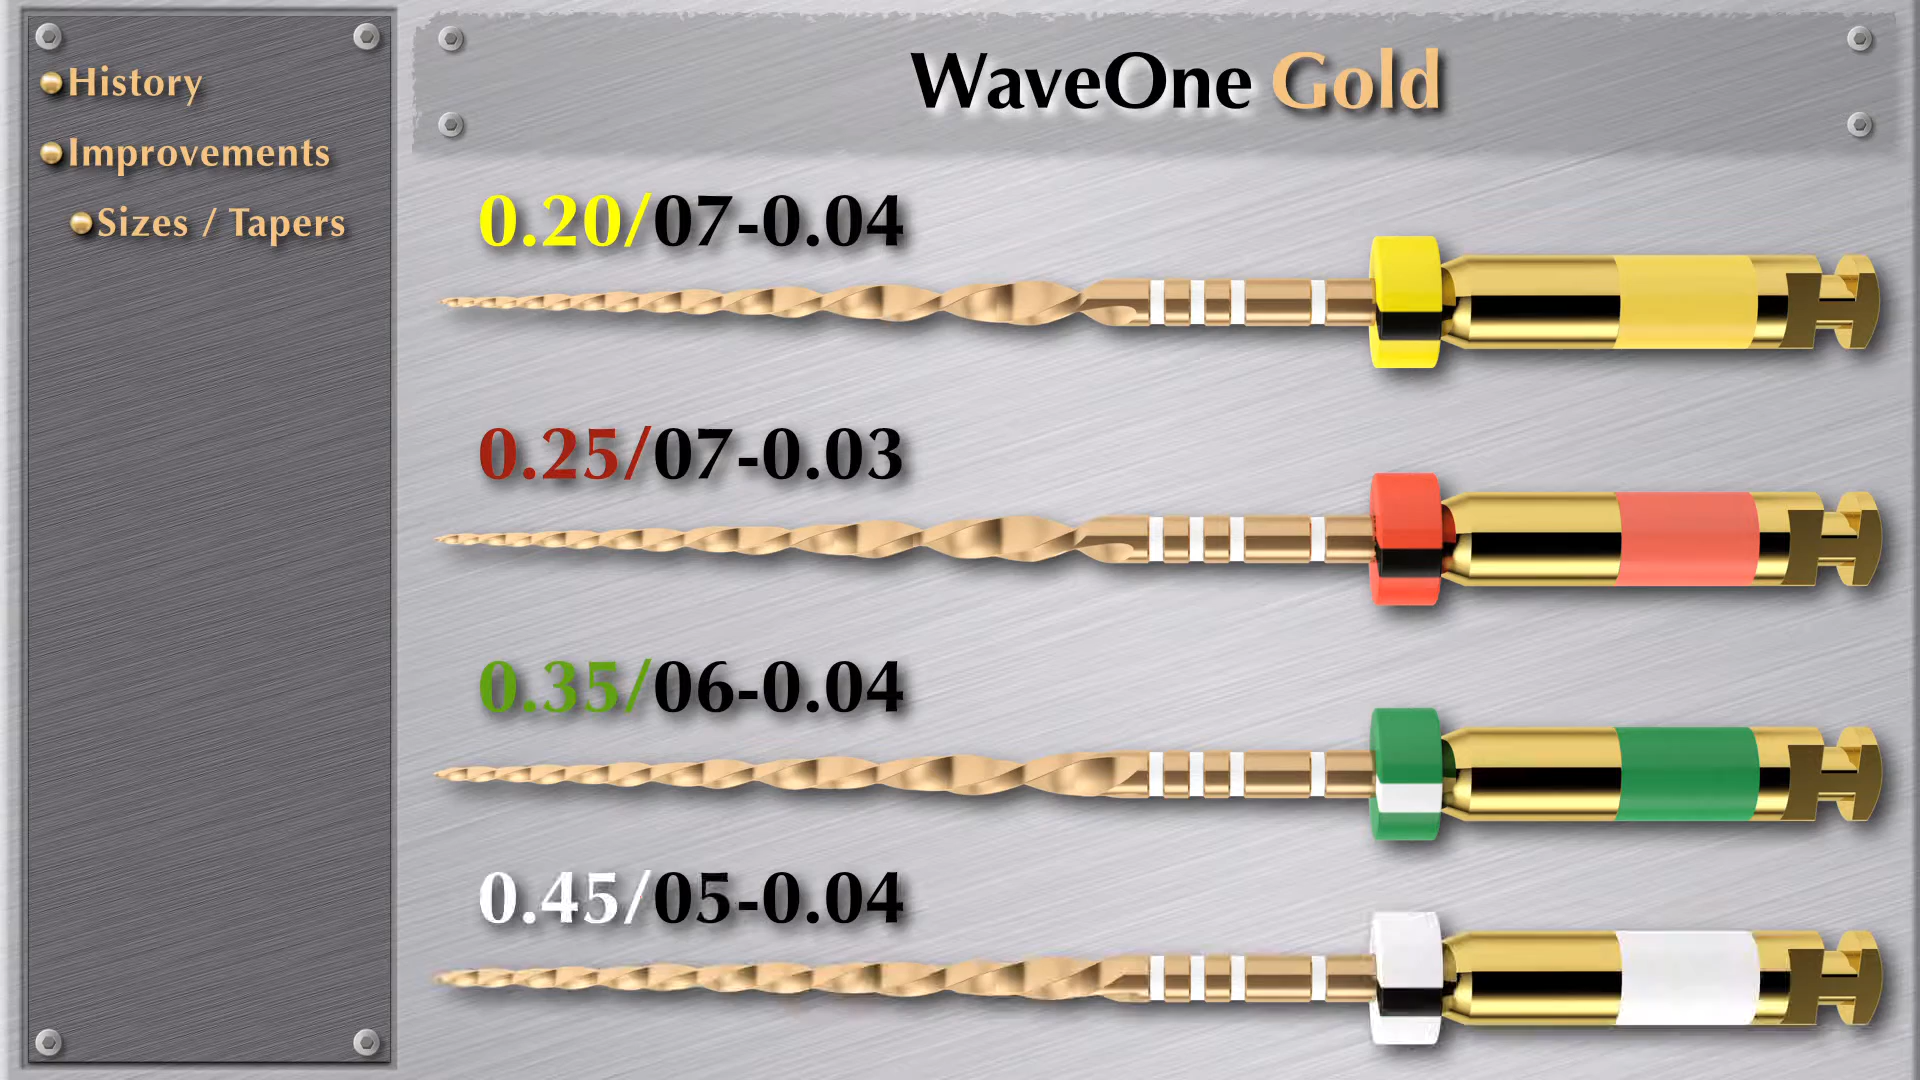 History
Improvements
Sizes / Tapers
WaveOne Gold
0.20/07-0.04
0.25/07-0.03
0.35/06-0.04
0.45/05-0.04